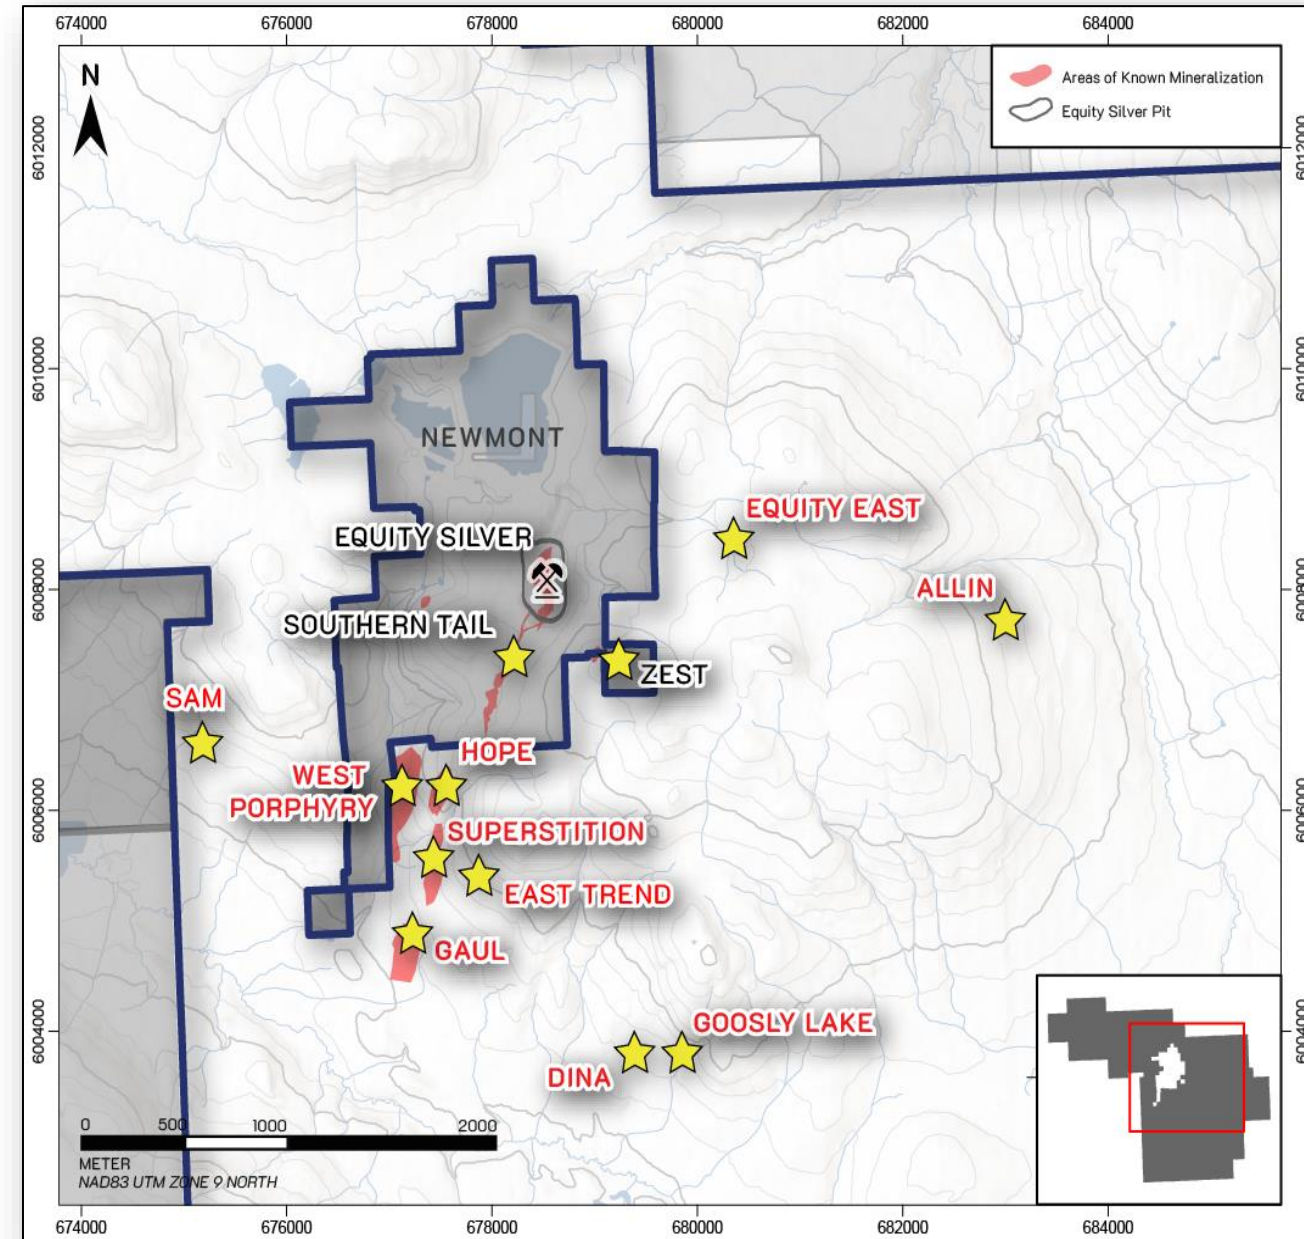 674000 676000 678000 680000 682000 684000
N
Areas of Known Mineralization
Equity Silver Pit
6012000
6012000
6010000
6010000
NEWMONT
EQUITY EAST
EQUITY SILVER
ALLIN
6008000
6008000
SOUTHERN TAIL
ZEST
SAM
HOPE
WEST
PORPHYRY
6006000
6006000
SUPERSTITION
EAST TREND
GAUL
6004000
6004000
GOOSLY LAKE
DINA
0 500 1000 2000
METER
NAD83 UTM ZONE 9 NORTH
674000 676000 678000 680000 682000 684000